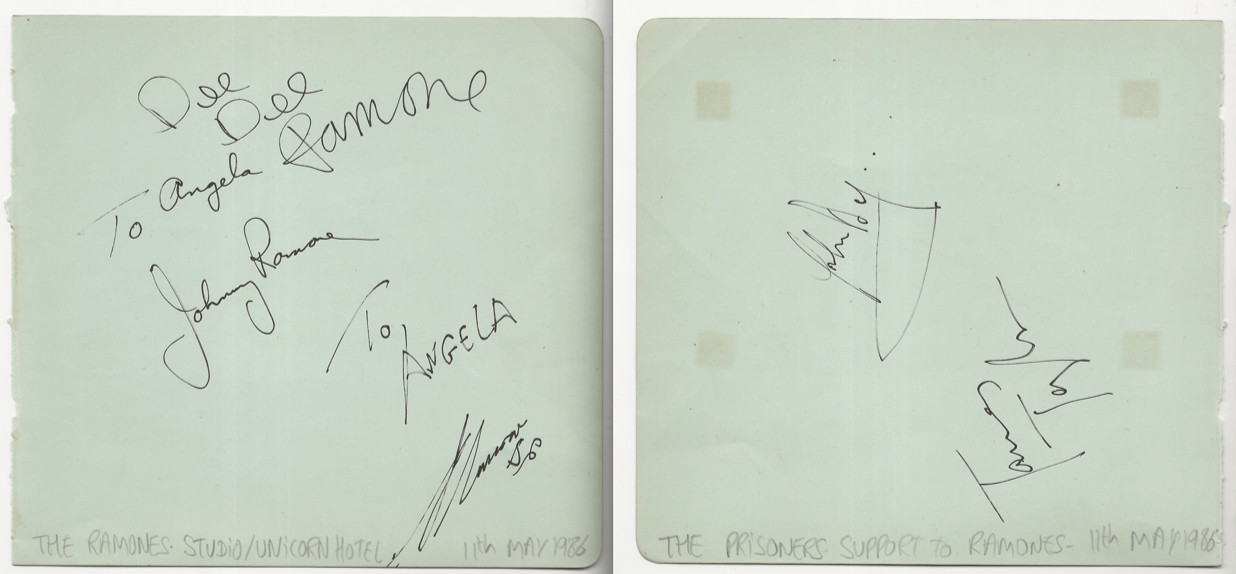 Dee
Dee
Ramone
To Angela
Johnny Ramone
To
ANGELA
Ramone
THE RAMONES. STUDIO/UNICORN HOTEL 11th MAY 1986
THE PRISONERS SUPPORT to RAMONES- 11th MAY 1986